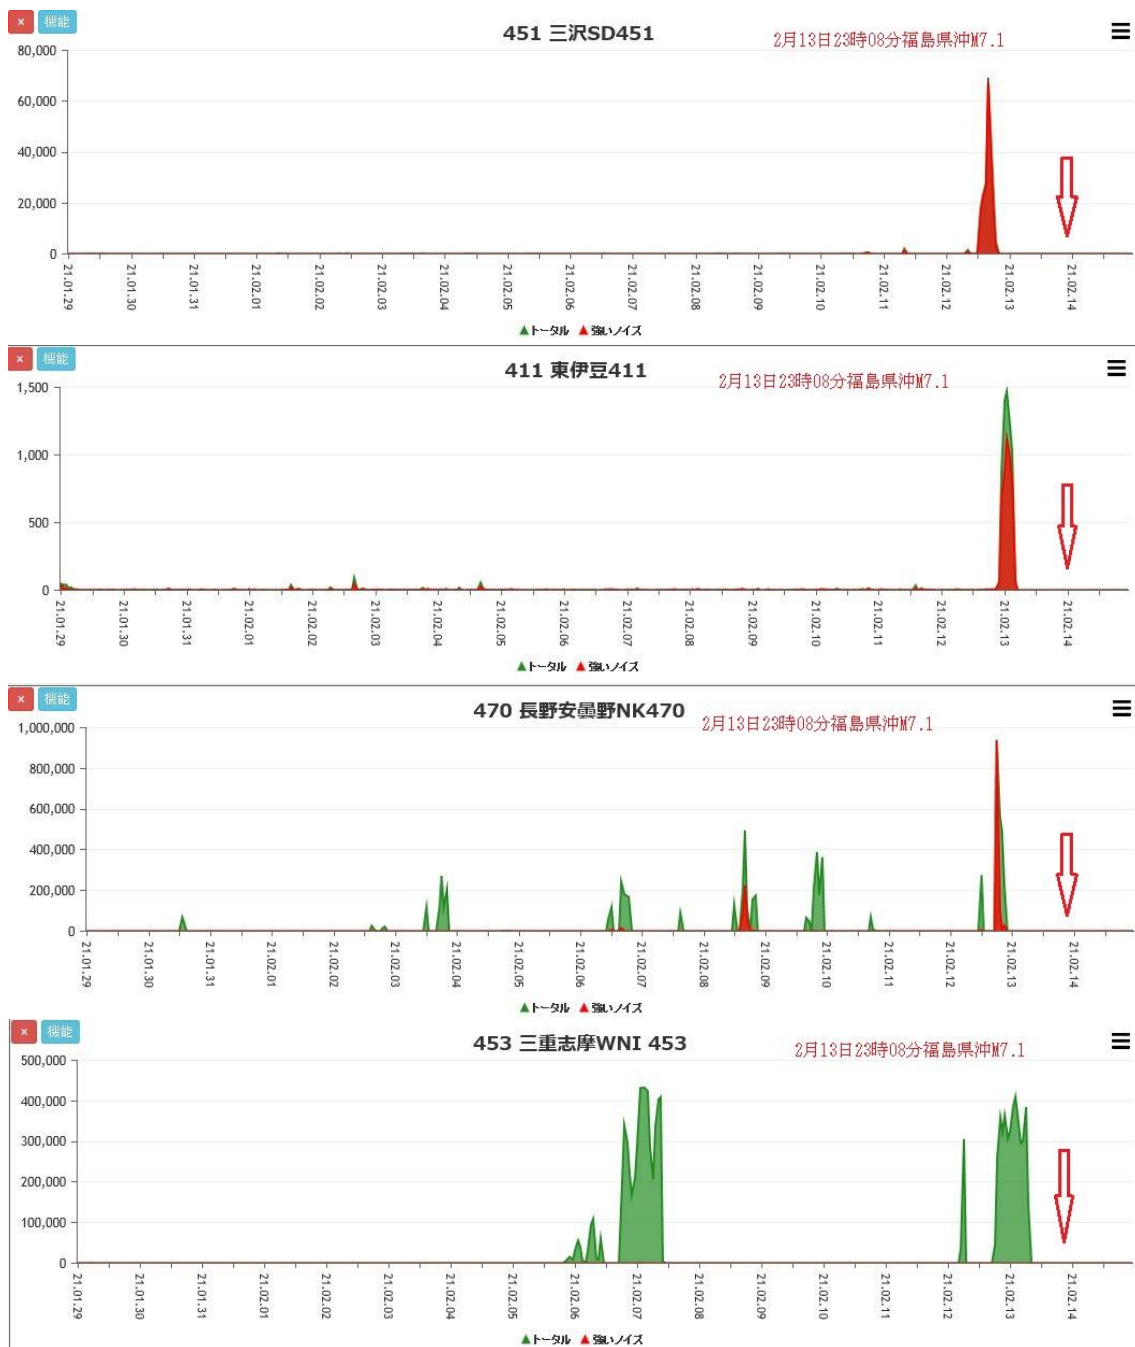 × 機能
451 三沢SD451
2月13日23時08分福島県沖M7.1
80,000
60,000
40,000
20,000
0
21.01.29 21.01.30 21.01.31 21.02.01 21.02.02 21.02.03 21.02.04 21.02.05 21.02.06 21.02.07 21.02.08 21.02.09 21.02.10 21.02.11 21.02.12 21.02.13 21.02.14
トータル 強いノイズ
× 機能
411 東伊豆411
2月13日23時08分福島県沖M7.1
1,500
1,000
500
0
21.01.29 21.01.30 21.01.31 21.02.01 21.02.02 21.02.03 21.02.04 21.02.05 21.02.06 21.02.07 21.02.08 21.02.09 21.02.10 21.02.11 21.02.12 21.02.13 21.02.14
トータル 強いノイズ
× 機能
470 長野安曇野NK470
2月13日23時08分福島県沖M7.1
1,000,000
800,000
600,000
400,000
200,000
0
21.01.29 21.01.30 21.01.31 21.02.01 21.02.02 21.02.03 21.02.04 21.02.05 21.02.06 21.02.07 21.02.08 21.02.09 21.02.10 21.02.11 21.02.12 21.02.13 21.02.14
トータル 強いノイズ
× 機能
453 三重志摩WNI 453
2月13日23時08分福島県沖M7.1
500,000
400,000
300,000
200,000
100,000
0
21.01.29 21.01.30 21.01.31 21.02.01 21.02.02 21.02.03 21.02.04 21.02.05 21.02.06 21.02.07 21.02.08 21.02.09 21.02.10 21.02.11 21.02.12 21.02.13 21.02.14
トータル 強いノイズ